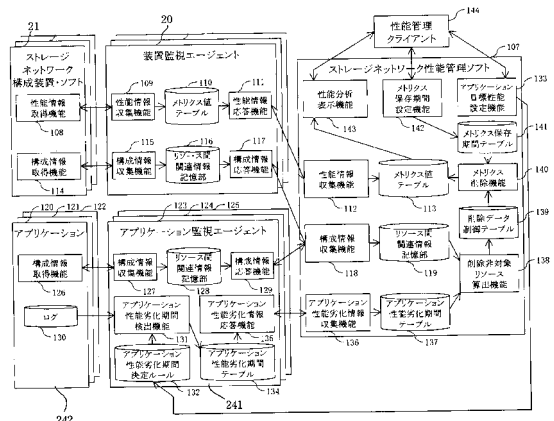 144
性能管理
クライアント
21
20
107
ストレージ
ネットワーク
構成装置・ソフト
装置監視エージェント
ストレージネットワーク性能管理ソフト
性能情報
取得機能
108
109
性能情報
収集機能
110
メトリクス値
テーブル
111
性能情報
応答機能
性能分析
表示機能
143
メトリクス
保存期間
設定機能
142
アプリケーション
目標性能
設定機能
133
メトリクス保存
期間テーブル
141
構成情報
取得機能
114
115
構成情報
収集機能
116
リソース間
関連情報
記憶部
117
構成情報
応答機能
性能情報
収集機能
112
メトリクス値
テーブル
113
メトリクス
削除機能
140
削除データ
制御テーブル
139
120
121
122
アプリケーション
123
124
125
アプリケーション監視エージェント
構成情報
取得機能
126
構成情報
収集機能
127
リソース間
関連情報
記憶部
128
構成情報
応答機能
129
構成情報
収集機能
118
リソース間
関連情報
記憶部
119
削除非対象
リソース
算出機能
138
ログ
130
アプリケーション
性能劣化期間
検出機能
131
アプリケーション
性能劣化情報
応答機能
135
アプリケーション
性能劣化情報
収集機能
136
アプリケーション
性能劣化期間
テーブル
137
アプリケーション
性能劣化期間
決定ルール
132
アプリケーション
性能劣化期間
テーブル
134
241
242